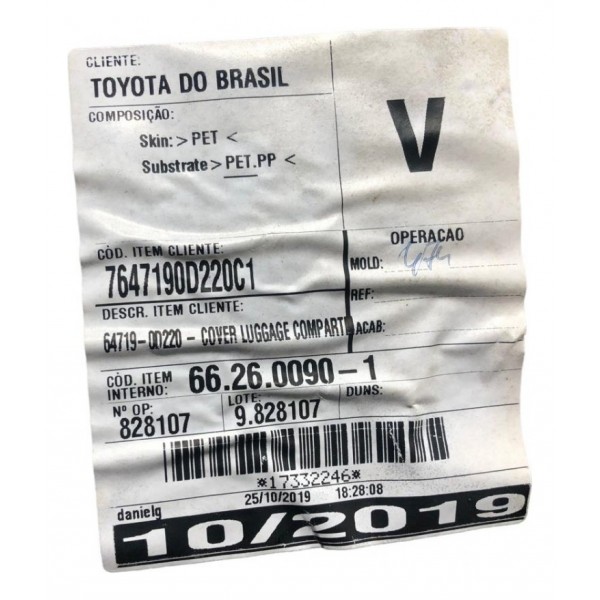 CLIENTE:
TOYOTA DO BRASIL
COMPOSIÇÃO:
Skin: > PET <
Substrate > PET.PP <
V
OPERACAO
CÓD. ITEM CLIENTE:
7647190D220C1
MOLD:
DESCR. ITEM CLIENTE:
REF:
64719-0D220 - COVER LUGGAGE COMPARTI
ACAB:
CÓD. ITEM INTERNO: 66.26.0090-1
Nº OP: 828107
LOTE: 9.828107
DUNS:
*17332246*
25/10/2019 18:28:08
danielg
10/2019